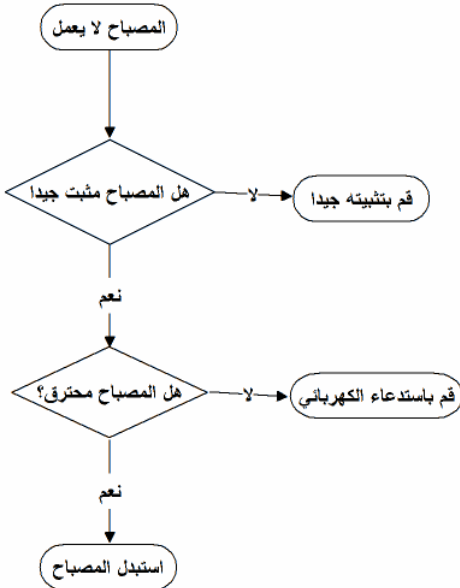 المصباح لا يعمل
هل المصباح مثبت جيدا
لا
قم بتثبيته جيدا
نعم
هل المصباح محترق؟
لا
قم باستدعاء الكهربائي
نعم
استبدل المصباح